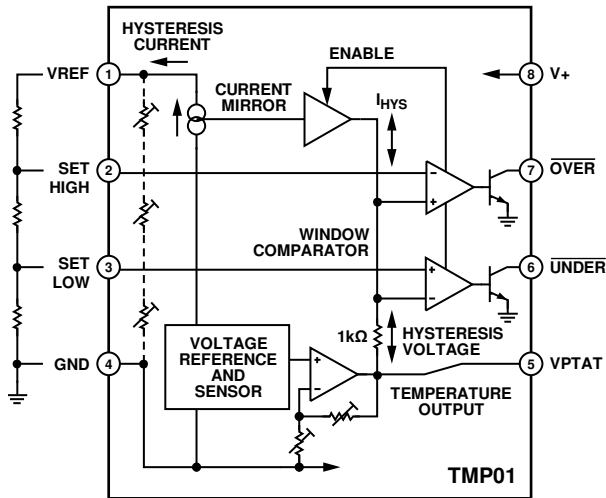 HYSTERESIS
CURRENT
VREF
1
CURRENT
MIRROR
ENABLE
I_HYS
8
V+
SET
HIGH
2
7
OVER
WINDOW
COMPARATOR
SET
LOW
3
6
UNDER
1kΩ
HYSTERESIS
VOLTAGE
VOLTAGE
REFERENCE
AND
SENSOR
GND
4
5
VPTAT
TEMPERATURE
OUTPUT
TMP01
−
+
+
−
+
−